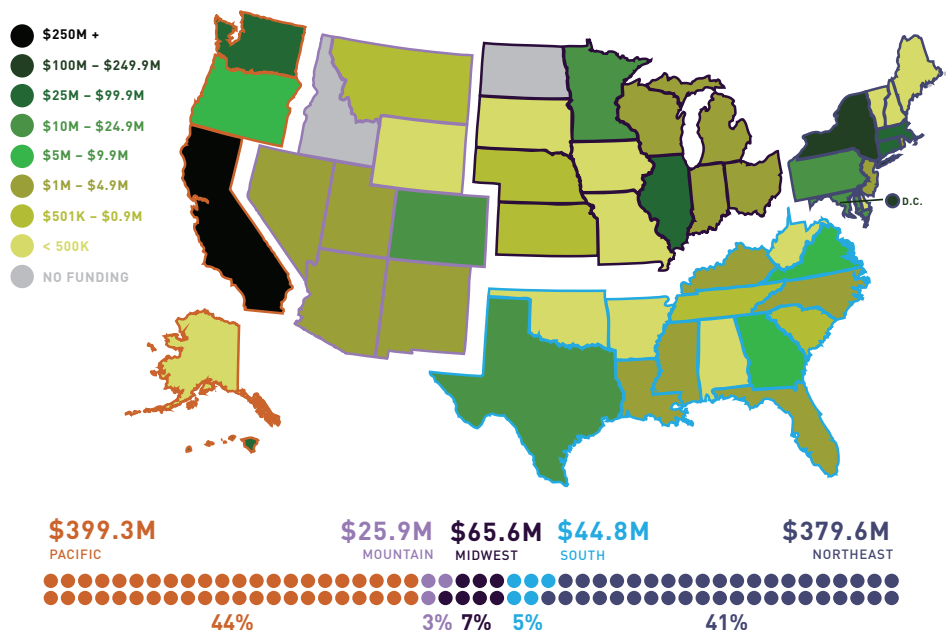 $250M +
$100M – $249.9M
$25M – $99.9M
$10M – $24.9M
$5M – $9.9M
$1M – $4.9M
$501K – $0.9M
< 500K
NO FUNDING
D.C.
$399.3M $25.9M $65.6M $44.8M $379.6M
PACIFIC MOUNTAIN MIDWEST SOUTH NORTHEAST
44% 3% 7% 5% 41%